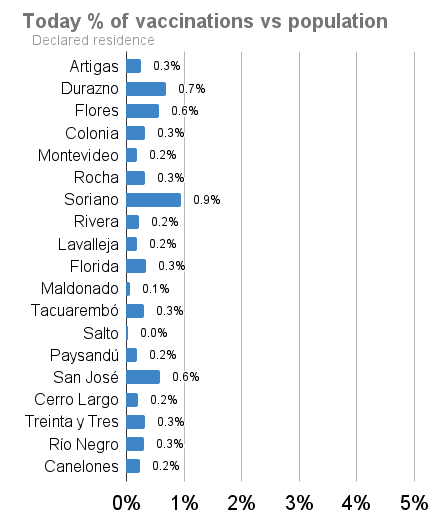 Today % of vaccinations vs population
Declared residence
Artigas 0.3%
Durazno 0.7%
Flores 0.6%
Colonia 0.3%
Montevideo 0.2%
Rocha 0.3%
Soriano 0.9%
Rivera 0.2%
Lavalleja 0.2%
Florida 0.3%
Maldonado 0.1%
Tacuarembó 0.3%
Salto 0.0%
Paysandú 0.2%
San José 0.6%
Cerro Largo 0.2%
Treinta y Tres 0.3%
Río Negro 0.3%
Canelones 0.2%
0% 1% 2% 3% 4% 5%